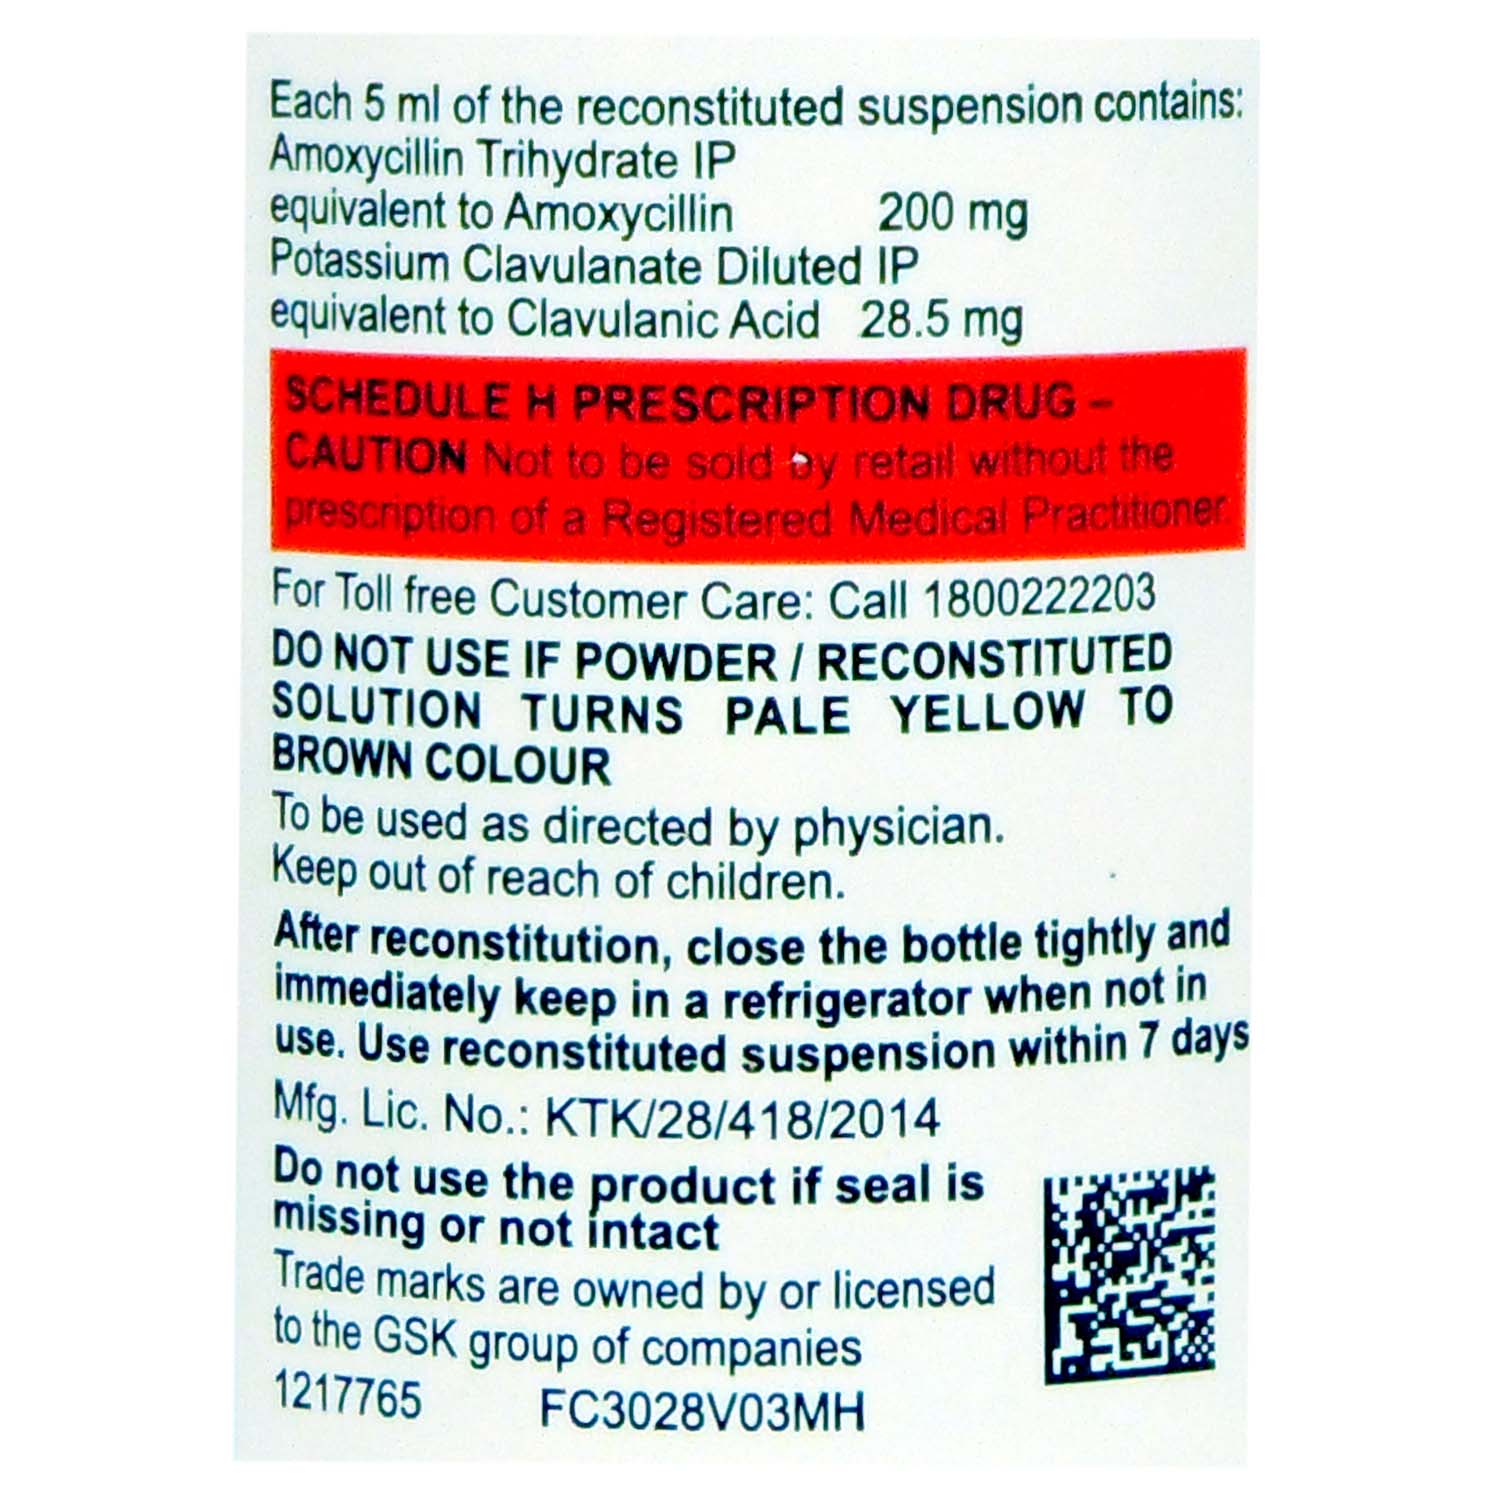 Each 5 ml of the reconstituted suspension contains:
Amoxycillin Trihydrate IP
equivalent to Amoxycillin 200 mg
Potassium Clavulanate Diluted IP
equivalent to Clavulanic Acid 28.5 mg
SCHEDULE H PRESCRIPTION DRUG –
CAUTION Not to be sold by retail without the
prescription of a Registered Medical Practitioner.
For Toll free Customer Care: Call 1800222203
DO NOT USE IF POWDER / RECONSTITUTED
SOLUTION TURNS PALE YELLOW TO
BROWN COLOUR
To be used as directed by physician.
Keep out of reach of children.
After reconstitution, close the bottle tightly and
immediately keep in a refrigerator when not in
use. Use reconstituted suspension within 7 days
Mfg. Lic. No.: KTK/28/418/2014
Do not use the product if seal is
missing or not intact
Trade marks are owned by or licensed
to the GSK group of companies
1217765 FC3028V03MH